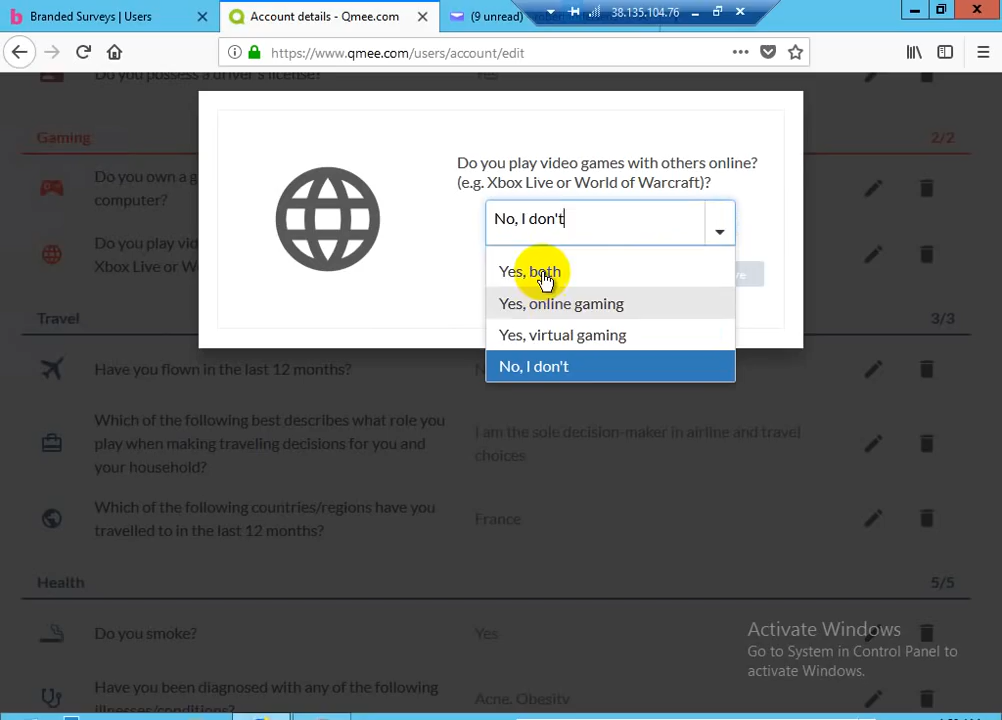 Branded Surveys | Users
Account details - Qmee.com
(9 unread)
38.135.104.76
https://www.qmee.com/users/account/edit
Do you possess a driver's license?
Yes
Gaming
2/2
Do you play video games with others online?
(e.g. Xbox Live or World of Warcraft)?
Do you own a g
computer?
No, I don't
Do you play vid
Xbox Live or Wo
Yes, both
Yes, online gaming
Yes, virtual gaming
No, I don't
Travel
3/3
Have you flown in the last 12 months?
Which of the following best describes what role you
play when making traveling decisions for you and
your household?
I am the sole decision-maker in airline and travel
choices
Which of the following countries/regions have you
travelled to in the last 12 months?
France
Health
5/5
Do you smoke?
Yes
Have you been diagnosed with any of the following
illnesses/conditions?
Acne, Obesity
Activate Windows
Go to System in Control Panel to
activate Windows.